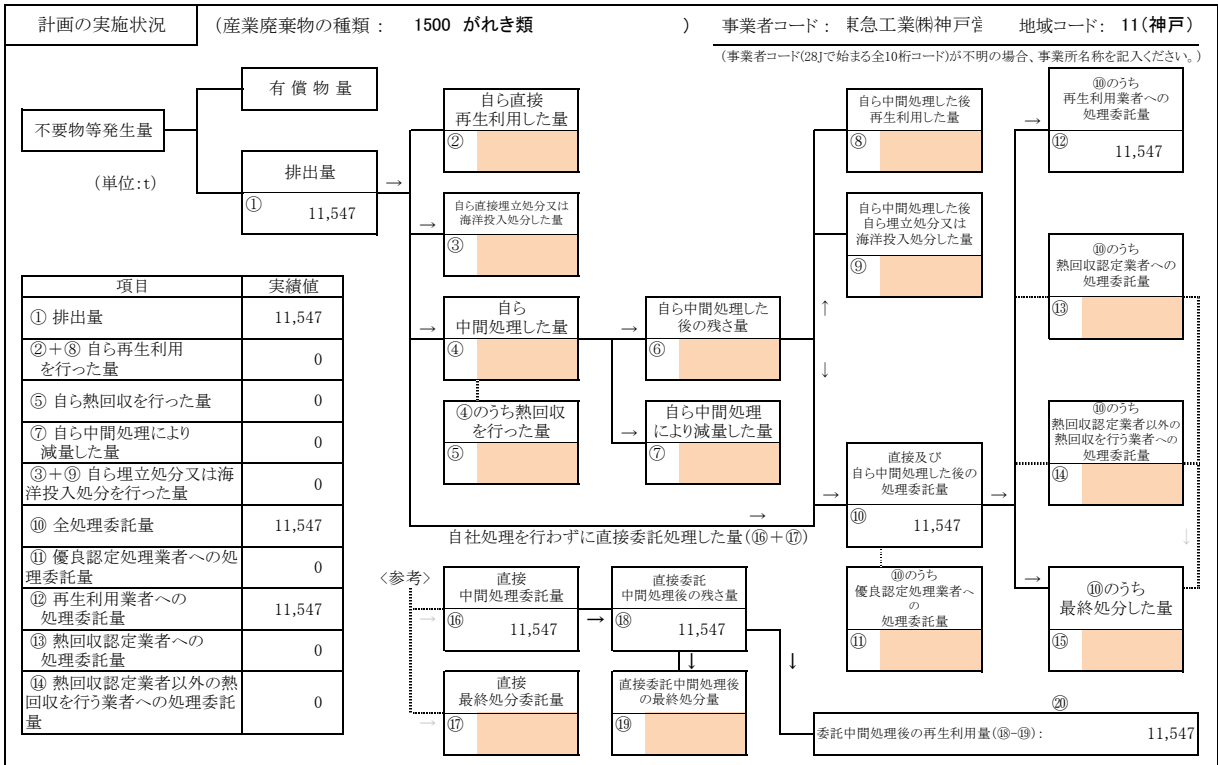 計画の実施状況
(産業廃棄物の種類： 1500 がれき類 )
事業者コード： 東急工業㈱神戸営
地域コード： 11(神戸)
(事業者コード(28Jで始まる全10桁コード)が不明の場合、事業所名称を記入ください。)
不要物等発生量
(単位:t)
有 償 物 量
排出量
① 11,547
→
自ら直接
再生利用した量
②
→
自ら直接埋立処分又は
海洋投入処分した量
③
→
自ら
中間処理した量
④
④のうち熱回収
を行った量
⑤
→
自ら中間処理した
後の残さ量
⑥
→
自ら中間処理
により減量した量
⑦
自ら中間処理した後
再生利用した量
⑧
自ら中間処理した後
自ら埋立処分又は
海洋投入処分した量
⑨
↑
↓
→
自社処理を行わずに直接委託処理した量(⑯＋⑰)
→
直接及び
自ら中間処理した後の
処理委託量
⑩ 11,547
→
⑩のうち
優良認定処理業者へ
の
処理委託量
⑪
→
⑩のうち
再生利用業者への
処理委託量
⑫ 11,547
⑩のうち
熱回収認定業者への
処理委託量
⑬
⑩のうち
熱回収認定業者以外の
熱回収を行う業者への
処理委託量
⑭
↓
→
⑩のうち
最終処分した量
⑮
項目 実績値
① 排出量 11,547
②＋⑧ 自ら再生利用
を行った量 0
⑤ 自ら熱回収を行った量 0
⑦ 自ら中間処理により
減量した量 0
③＋⑨ 自ら埋立処分又は海
洋投入処分を行った量 0
⑩ 全処理委託量 11,547
⑪ 優良認定処理業者への処
理委託量 0
⑫ 再生利用業者への
処理委託量 11,547
⑬ 熱回収認定業者への
処理委託量 0
⑭ 熱回収認定業者以外の熱
回収を行う業者への処理委託
量 0
〈参考〉
→
直接
中間処理委託量
⑯ 11,547
→
直接委託
中間処理後の残さ量
⑱ 11,547
→
直接
最終処分委託量
⑰
↓
直接委託中間処理後
の最終処分量
⑲
↓
⑳
委託中間処理後の再生利用量(⑱-⑲)： 11,547